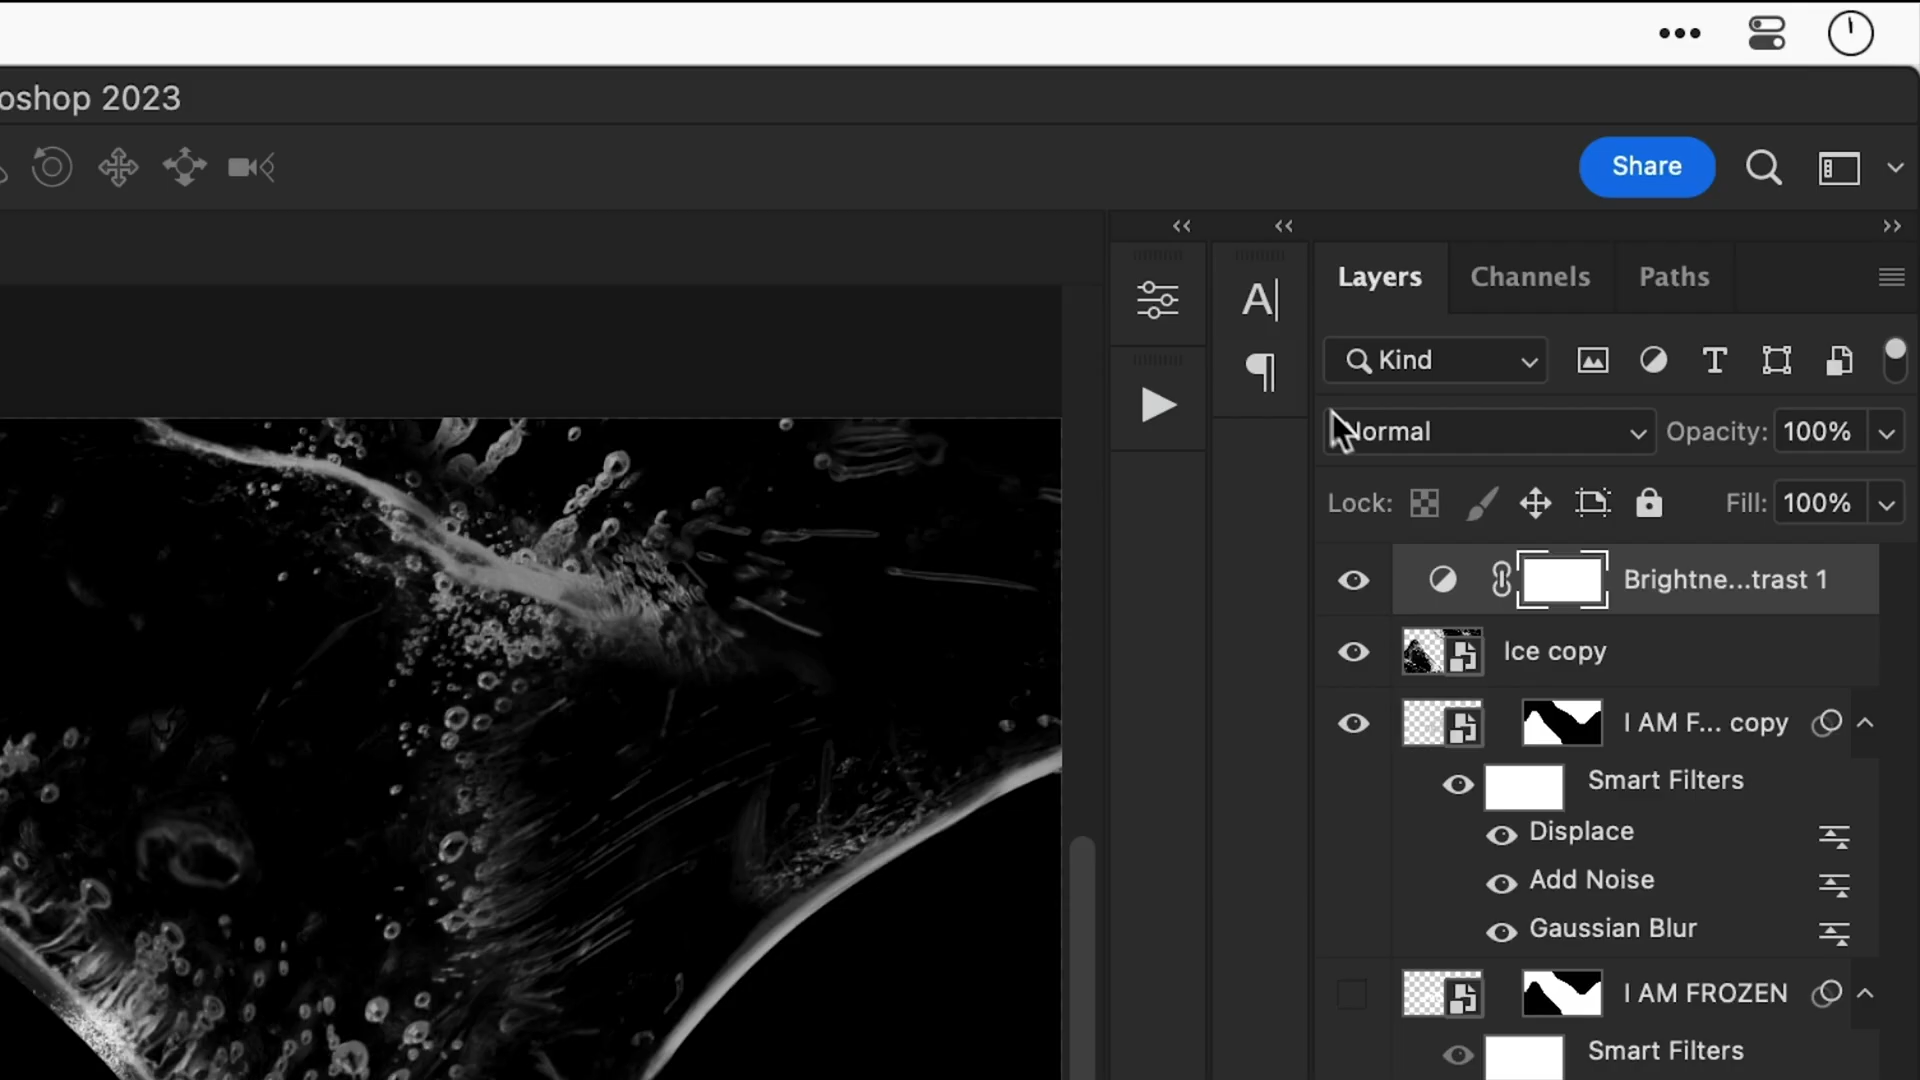 oshop 2023
Share
Layers Channels Paths
Kind
Normal Opacity: 100%
Lock: Fill: 100%
Brightne...trast 1
Ice copy
I AM F... copy
Smart Filters
Displace
Add Noise
Gaussian Blur
I AM FROZEN
Smart Filters